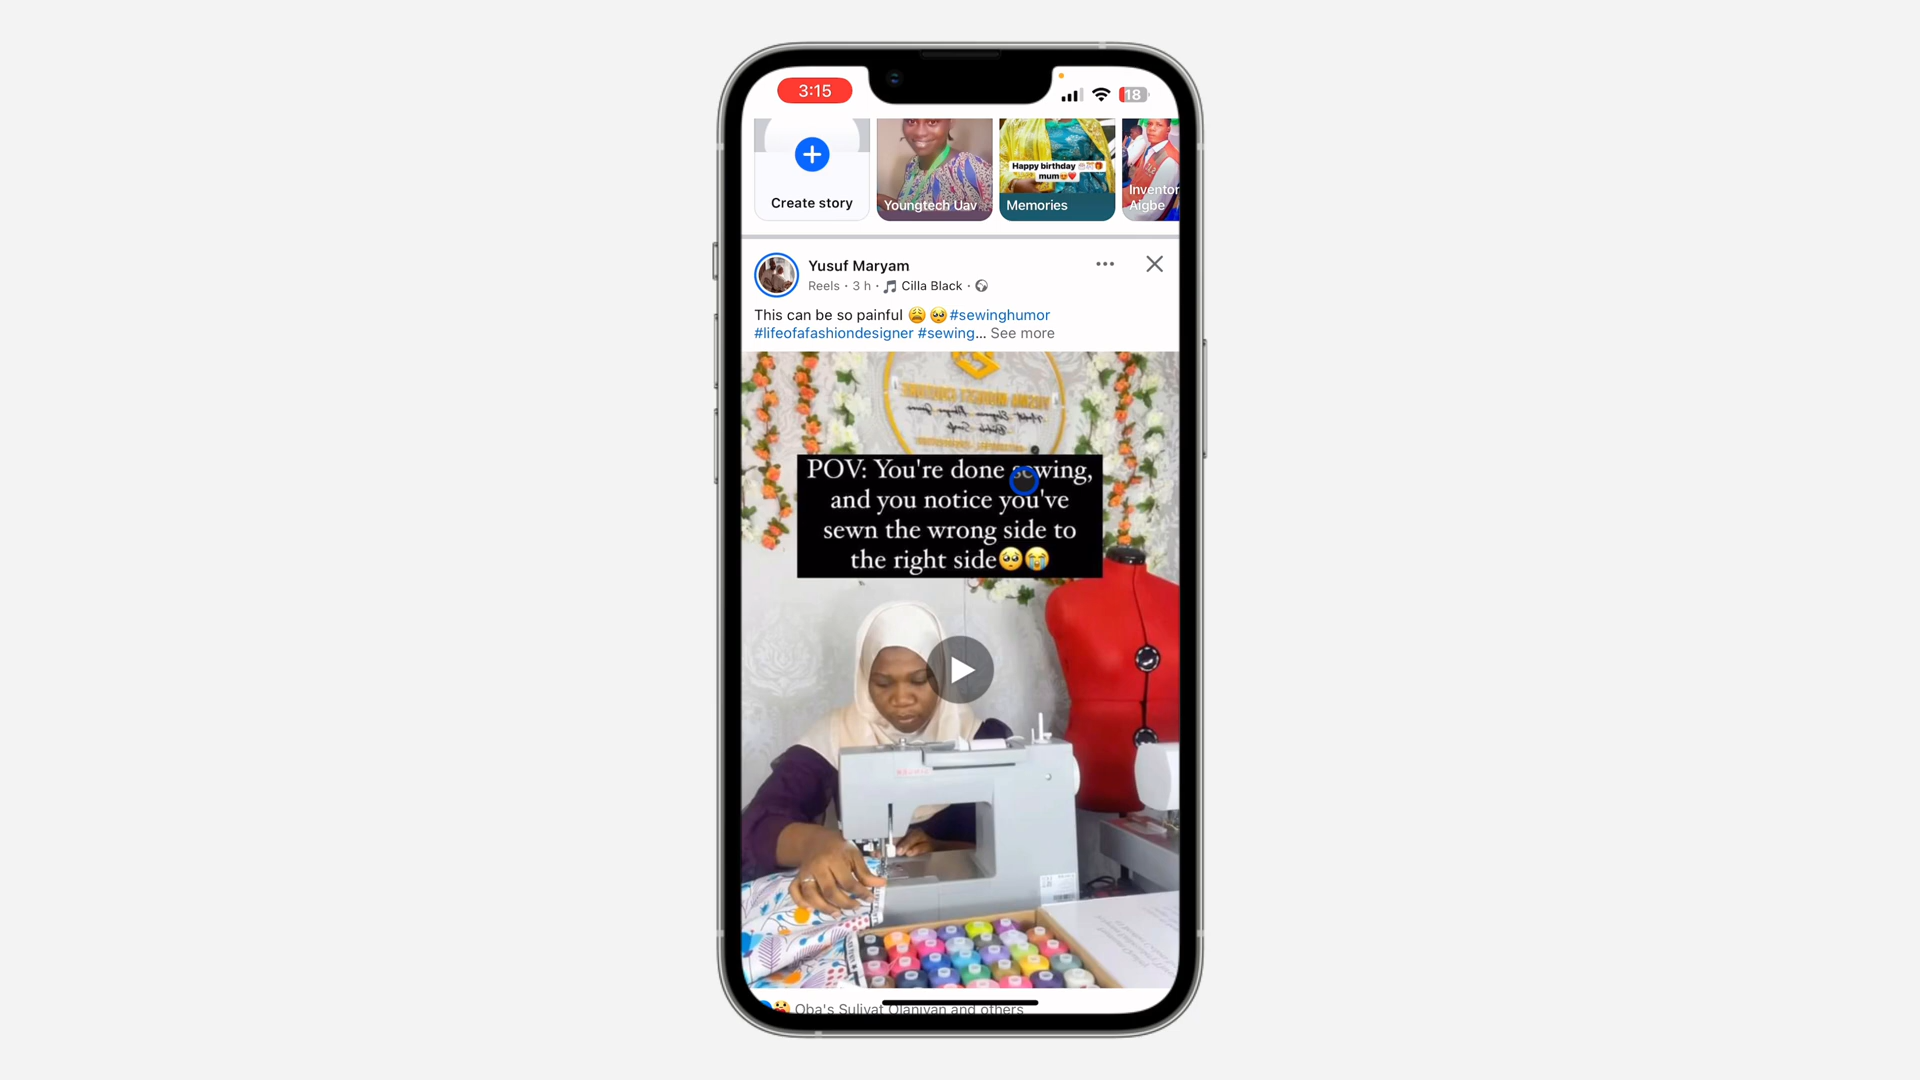 3:15
18
Create story
Youngtech Uav
Happy birthday 🎂🎊🎁
mum😍❤️
Memories
Inventor
Aigbe
Yusuf Maryam
Reels · 3 h · 🎵 Cilla Black ·
This can be so painful 😩 🥺 #sewinghumor
#lifeofafashiondesigner #sewing... See more
POV: You're done sewing,
and you notice you've
sewn the wrong side to
the right side🥺😭
Oba's Suliyat Olaniyan and others